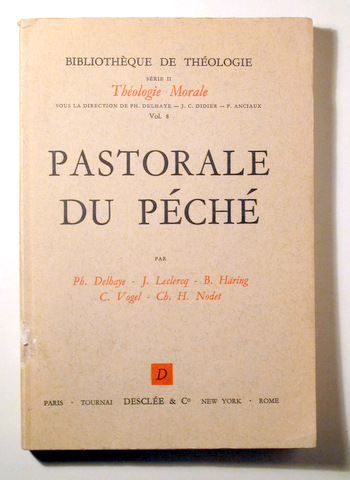 BIBLIOTHÈQUE DE THÉOLOGIE
SÉRIE II
Théologie Morale
SOUS LA DIRECTION DE PH. DELHAYE — J. C. DIDIER — P. ANCIAUX
Vol. 8
PASTORALE
DU PÉCHÉ
PAR
Ph. Delhaye - J. Leclercq - B. Häring
C. Vogel - Ch. H. Nodet
D
PARIS - TOURNAI DESCLÉE & Co NEW YORK - ROME